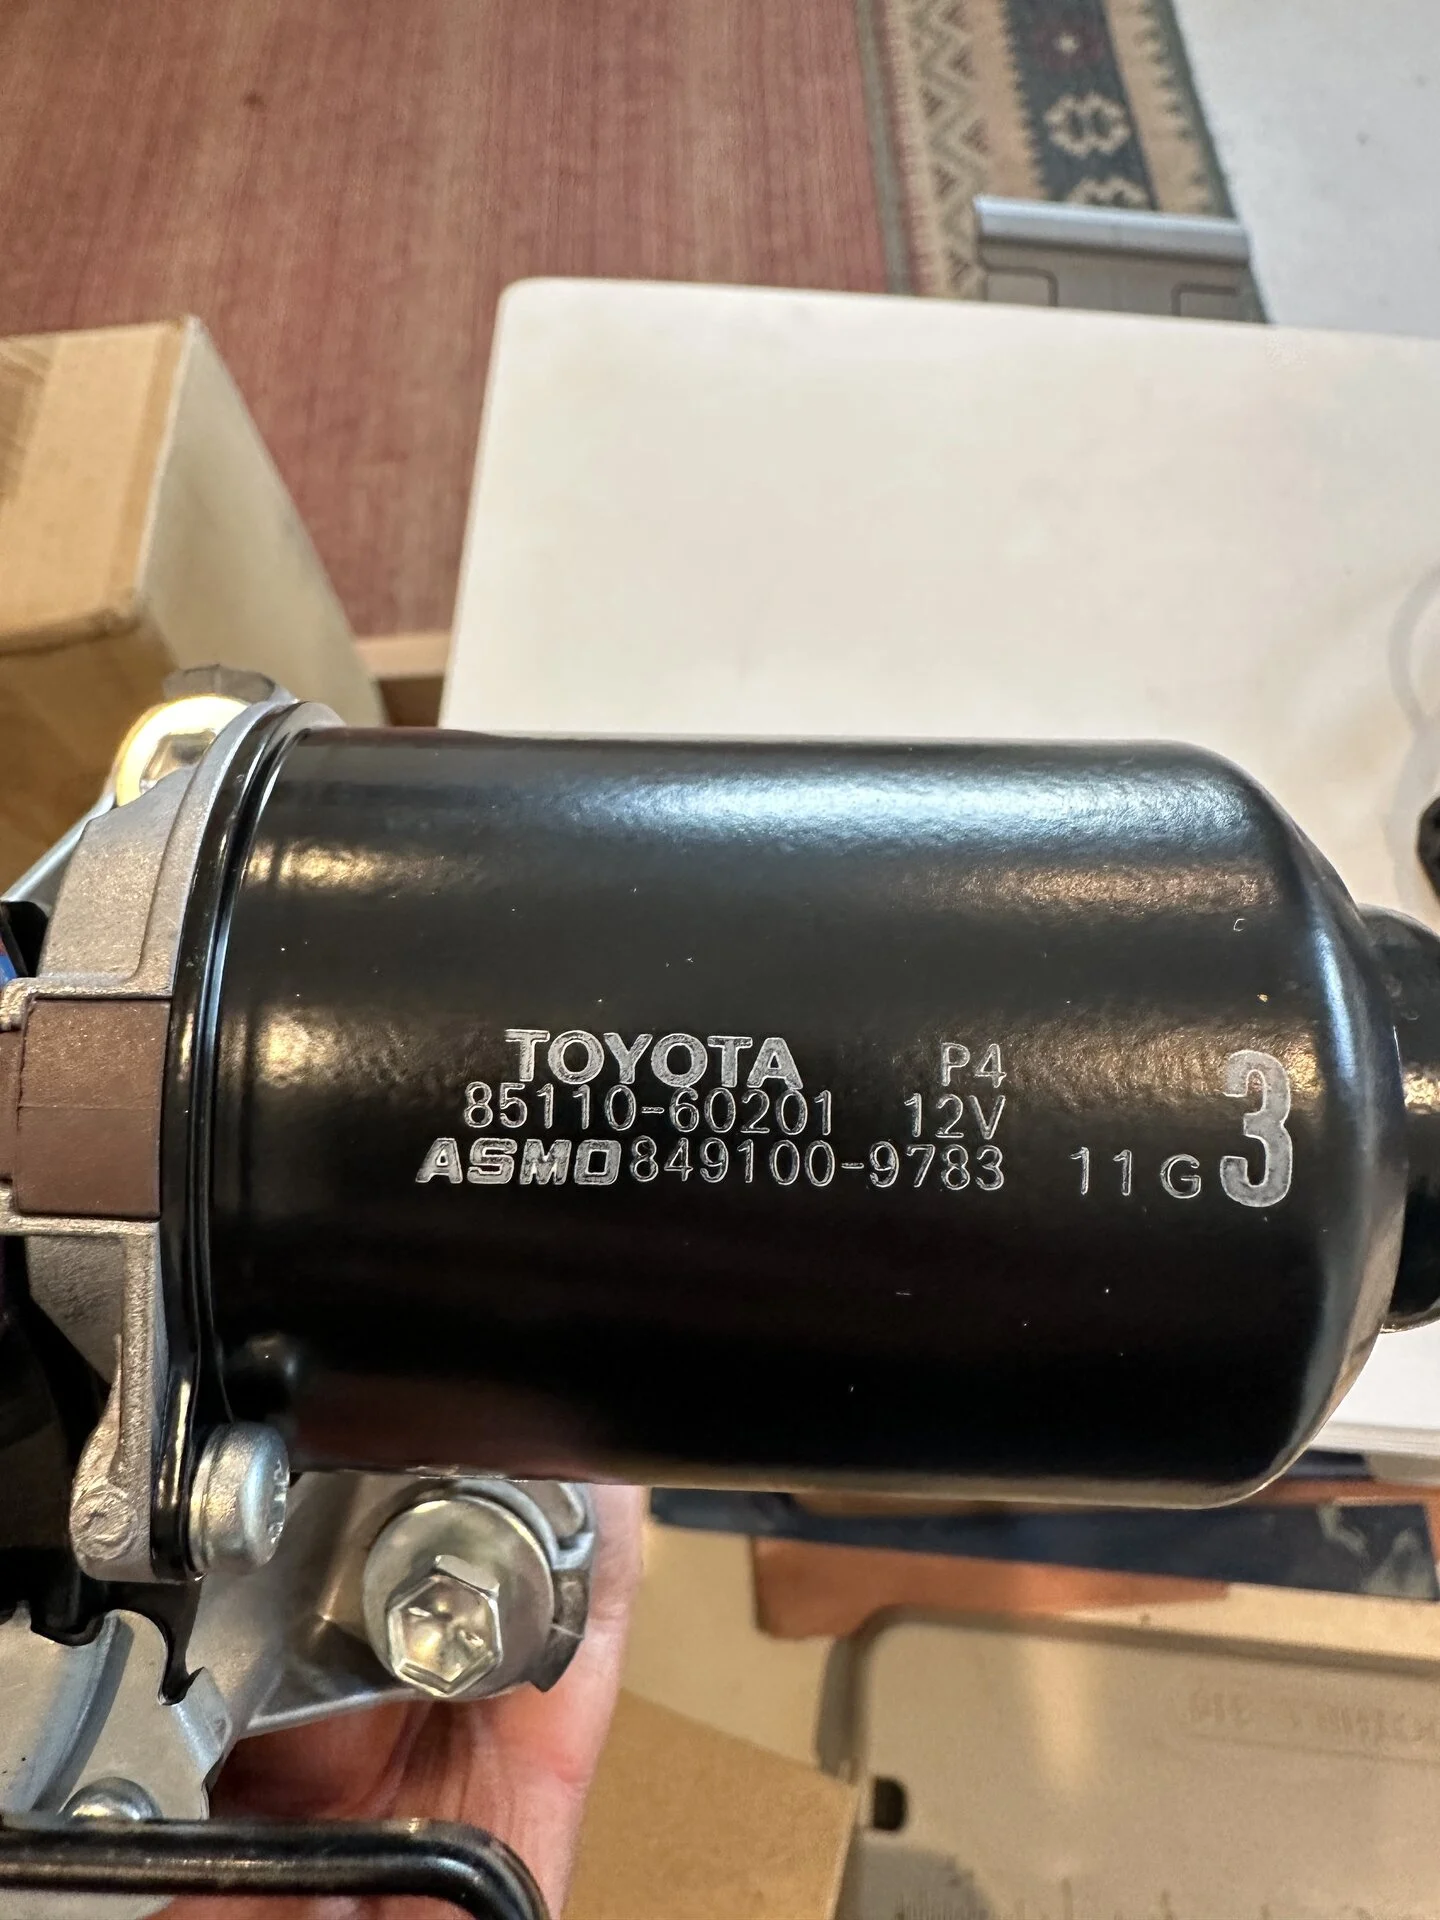 TOYOTA P4
85110-60201 12V
ASMO 849100-9783 11G 3